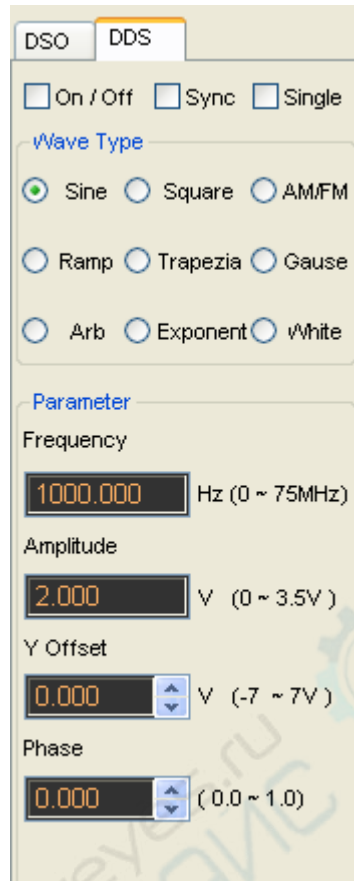 DSO DDS
On / Off Sync Single
Wave Type
Sine Square AM/FM
Ramp Trapezia Gause
Arb Exponent White
Parameter
Frequency
1000.000 Hz (0 ~ 75MHz)
Amplitude
2.000 V (0 ~ 3.5V )
Y Offset
0.000 V (-7 ~ 7V )
Phase
0.000 ( 0.0 ~ 1.0)